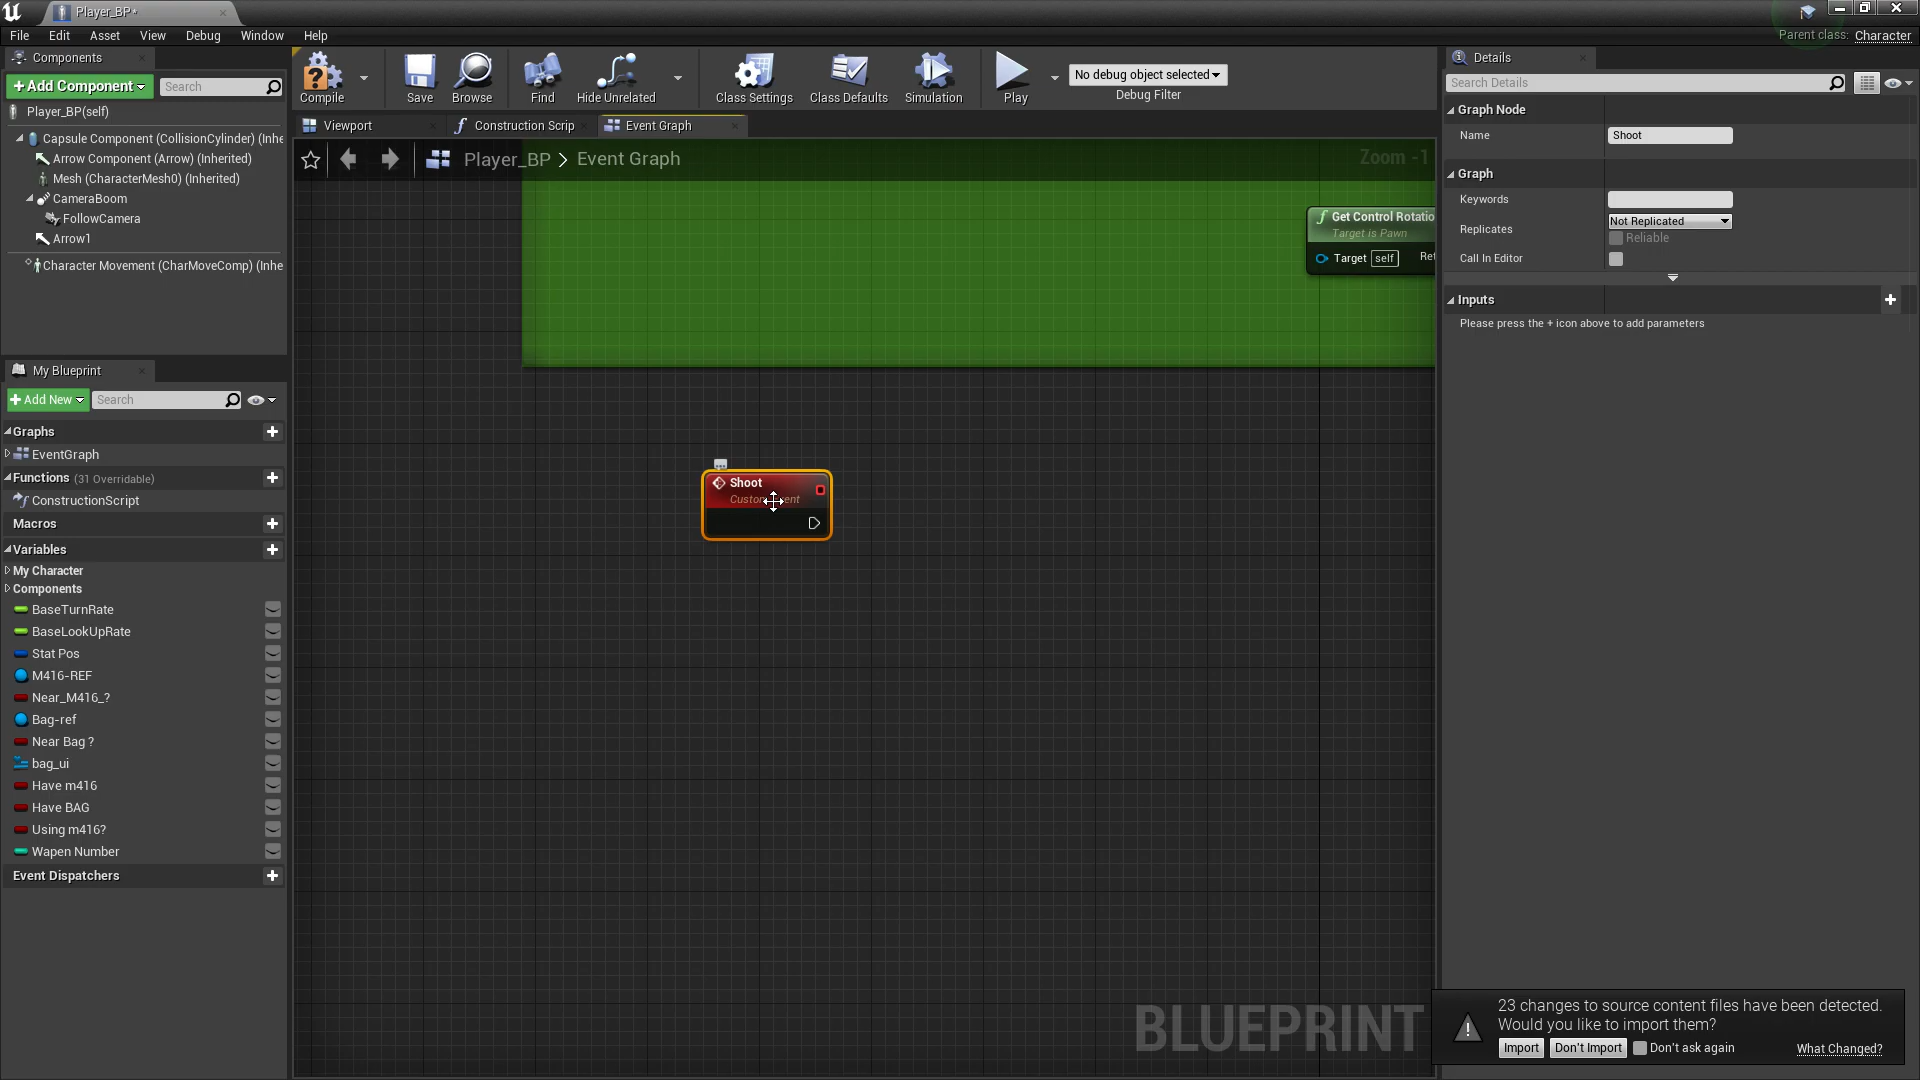 Player_BP*
Parent class: Character
File Edit Asset View Debug Window Help
Components
+ Add Component
Search
Player_BP(self)
Capsule Component (CollisionCylinder) (Inhe
Arrow Component (Arrow) (Inherited)
Mesh (CharacterMesh0) (Inherited)
CameraBoom
FollowCamera
Arrow1
Character Movement (CharMoveComp) (Inhe
My Blueprint
+ Add New
Search
Graphs
EventGraph
Functions (31 Overridable)
ConstructionScript
Macros
Variables
My Character
Components
BaseTurnRate
BaseLookUpRate
Stat Pos
M416-REF
Near_M416_?
Bag-ref
Near Bag ?
bag_ui
Have m416
Have BAG
Using m416?
Wapen Number
Event Dispatchers
Compile
Save
Browse
Find
Hide Unrelated
Class Settings
Class Defaults
Simulation
Play
No debug object selected
Debug Filter
Viewport
Construction Scrip
Event Graph
Player_BP > Event Graph
Zoom -1
Get Control Rotatio
Target is Pawn
Target self
Ret
Shoot
BLUEPRINT
Details
Search Details
Graph Node
Name Shoot
Graph
Keywords
Replicates Not Replicated
Reliable
Call In Editor
Inputs
Please press the + icon above to add parameters
23 changes to source content files have been detected.
Would you like to import them?
Import Don't Import Don't ask again What Changed?